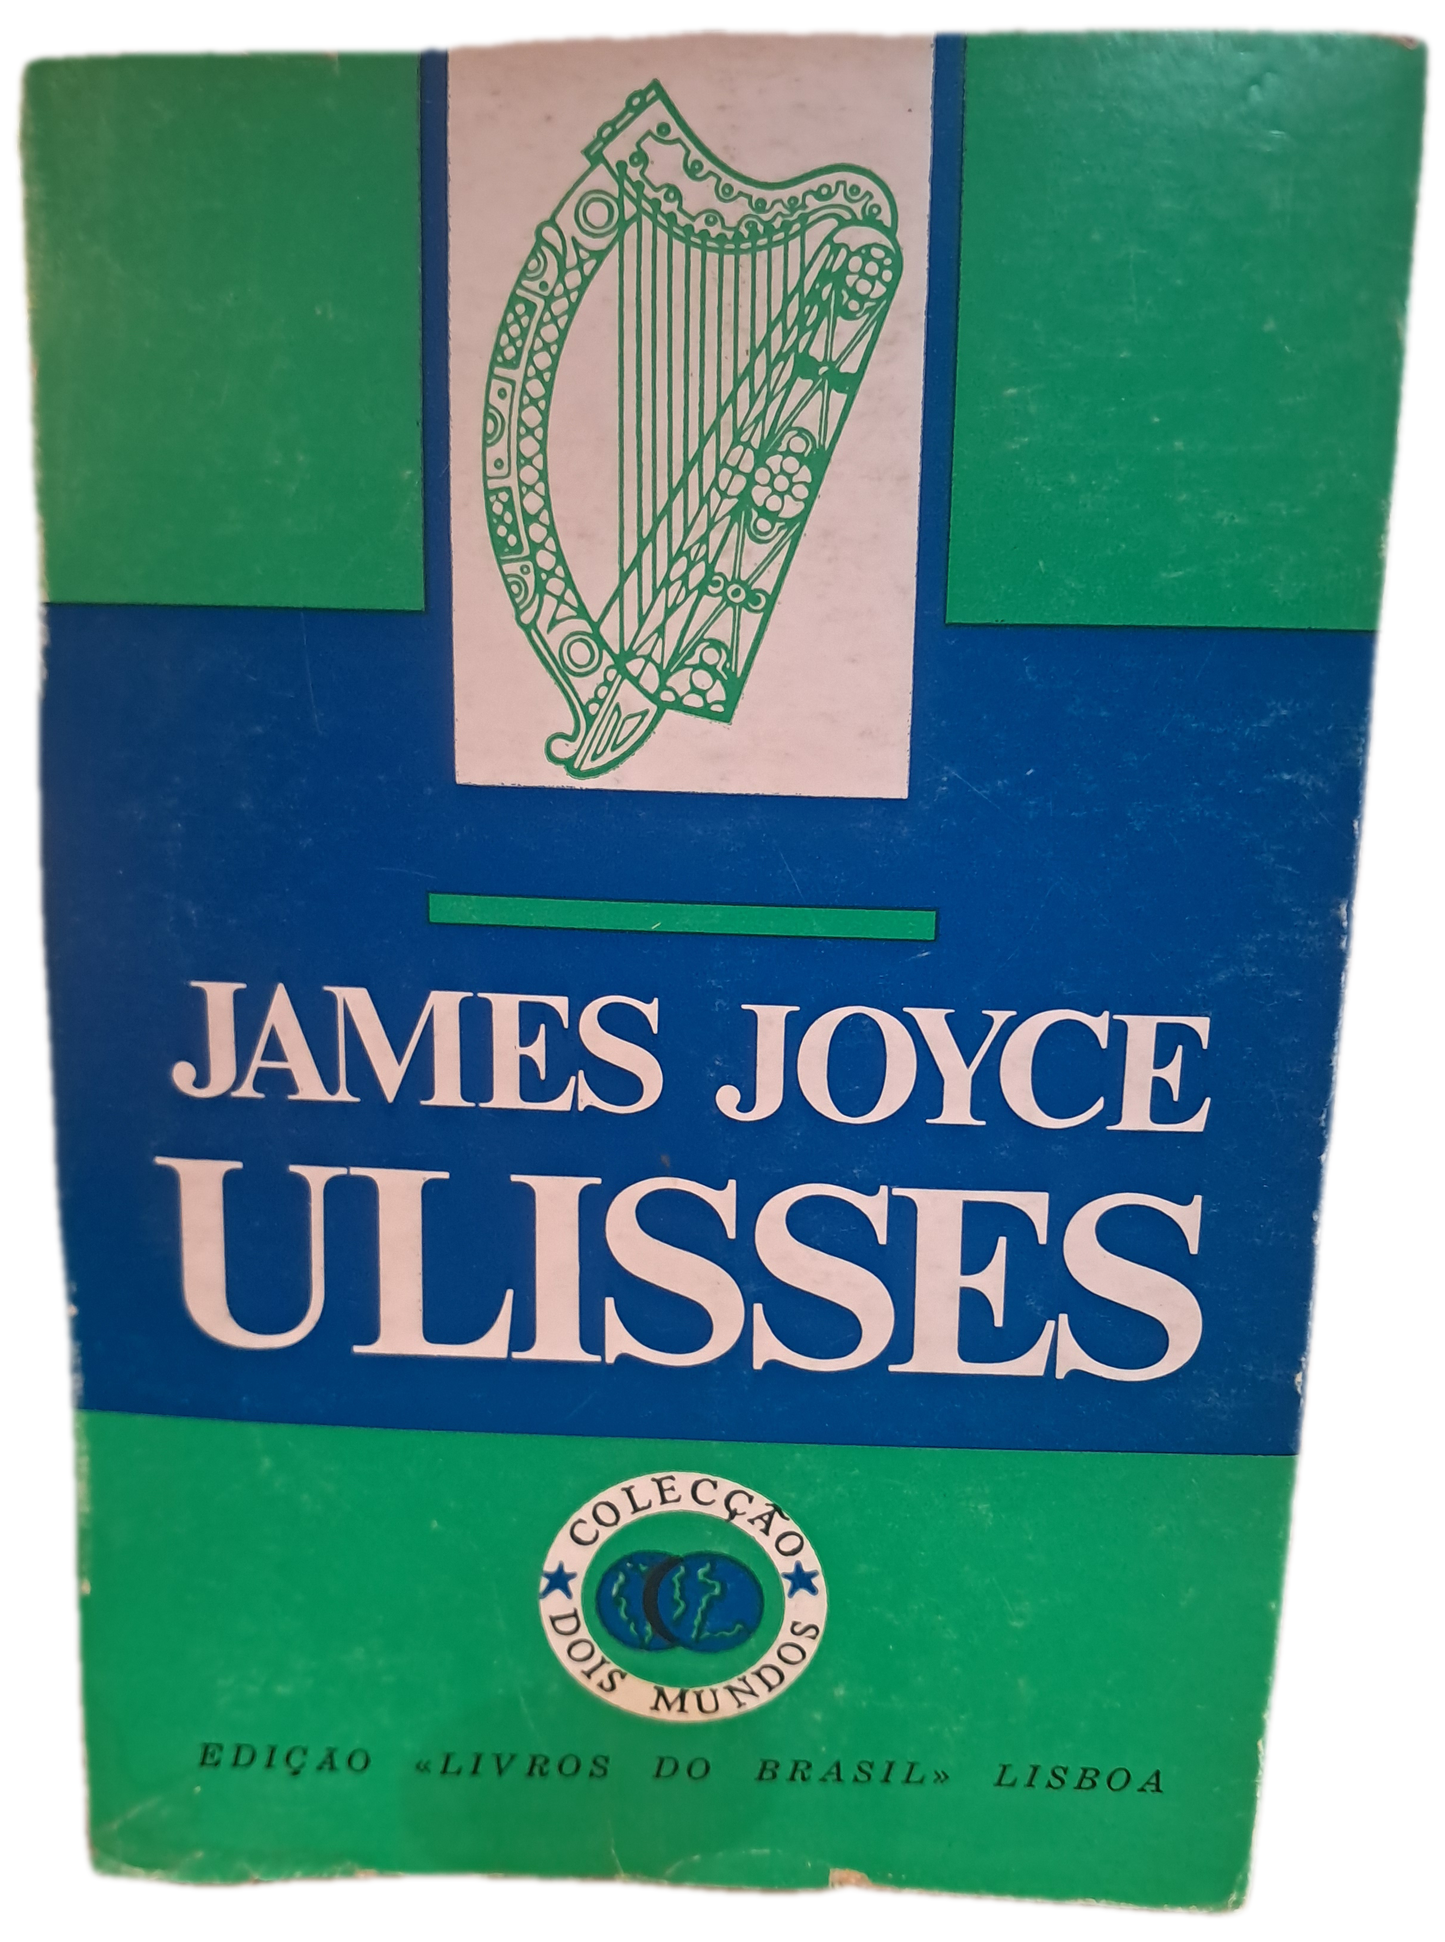 JAMES JOYCE
ULISSES
COLECÇÃO
DOIS MUNDOS
EDIÇÃO «LIVROS DO BRASIL» LISBOA